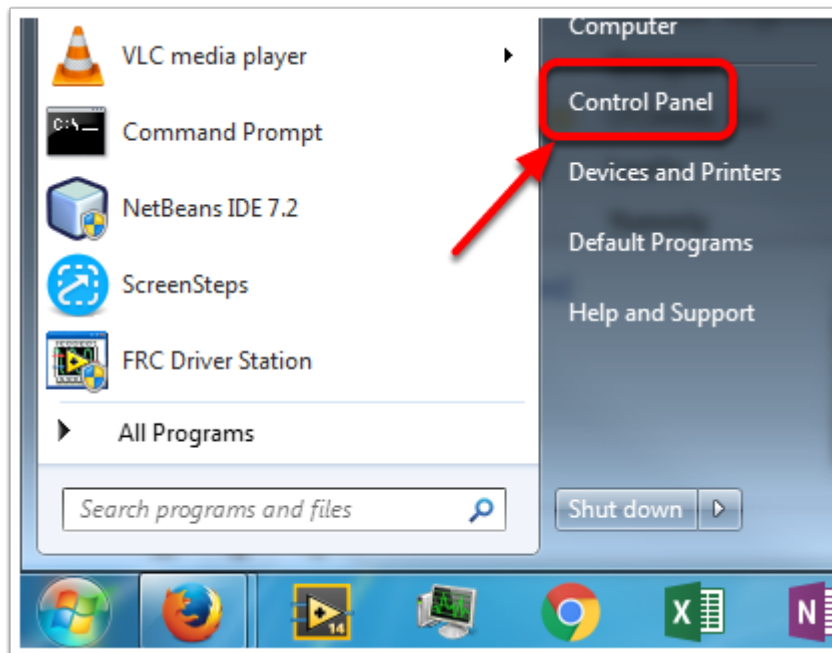 VLC media player
C:\_
Command Prompt
NetBeans IDE 7.2
ScreenSteps
FRC Driver Station
All Programs
Search programs and files
Computer
Control Panel
Devices and Printers
Default Programs
Help and Support
Shut down
14
X
N